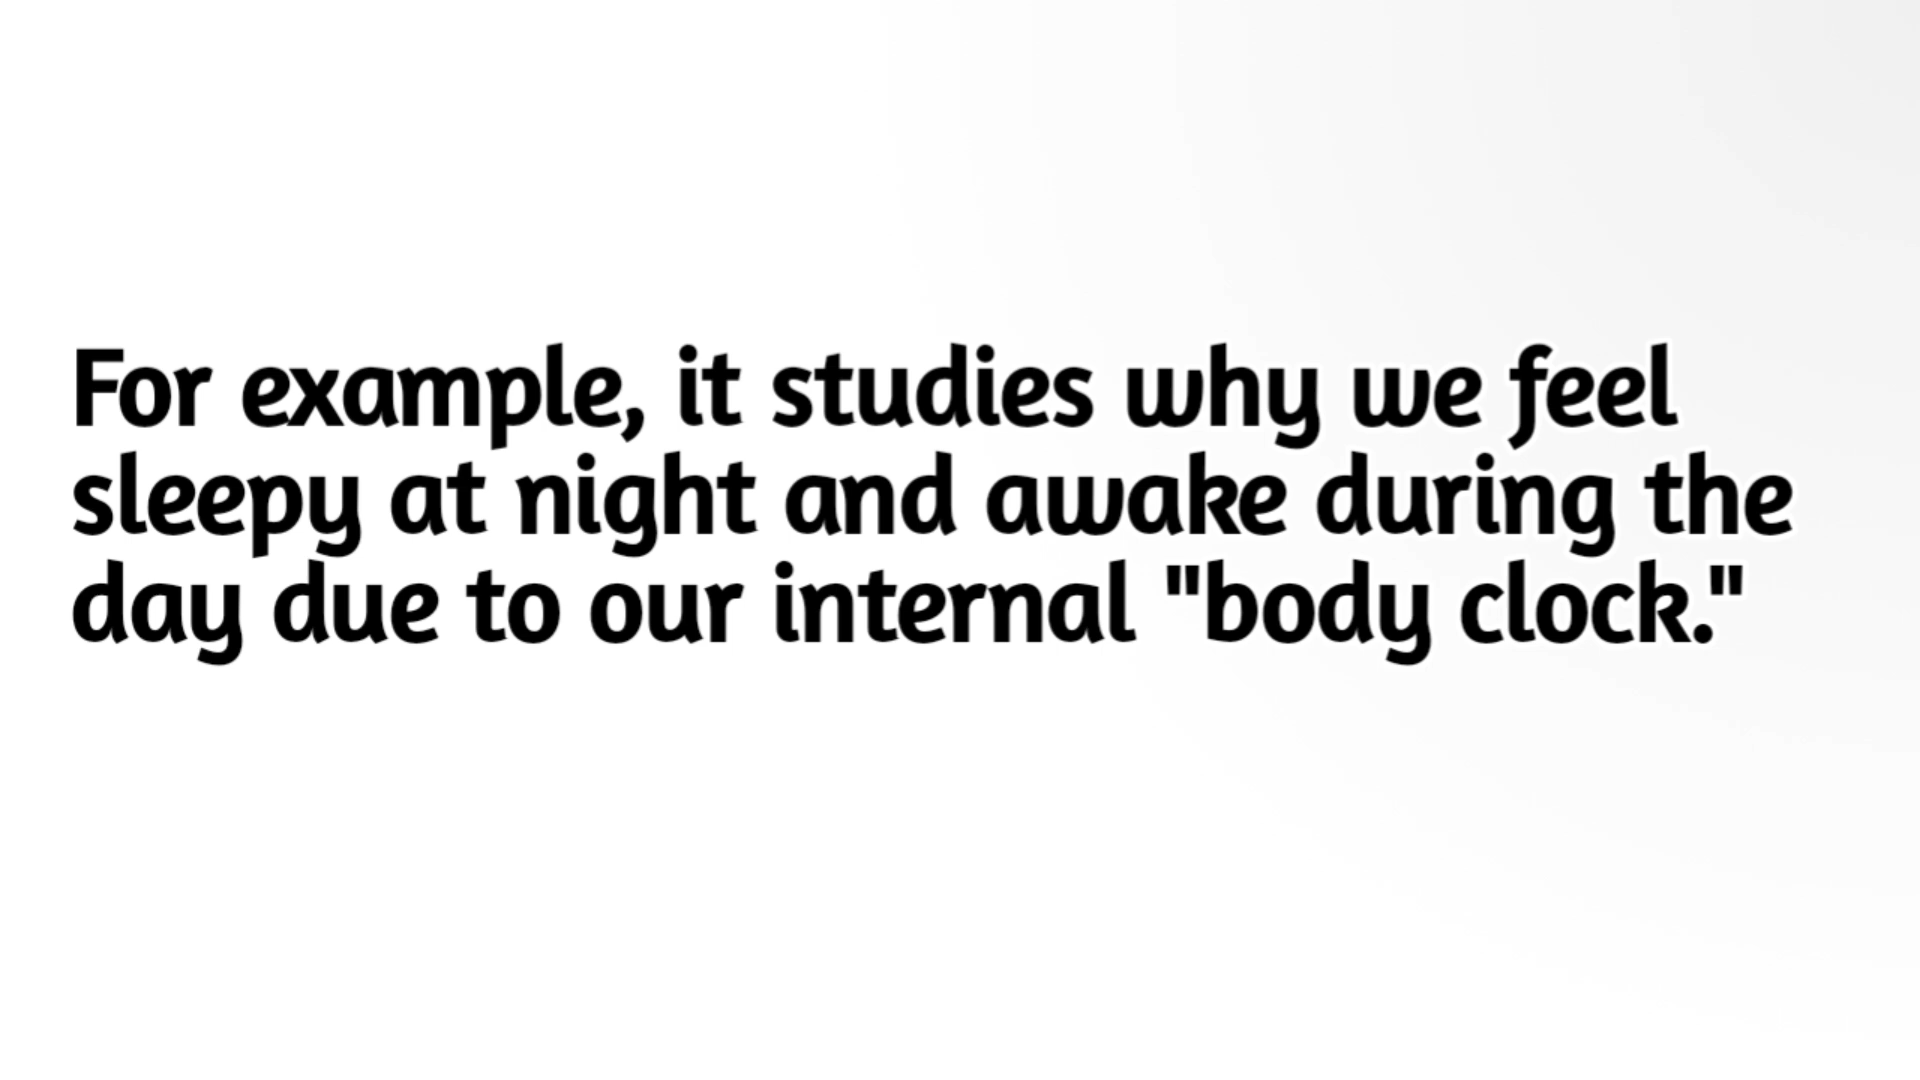 For example, it studies why we feel
sleepy at night and awake during the
day due to our internal "body clock."